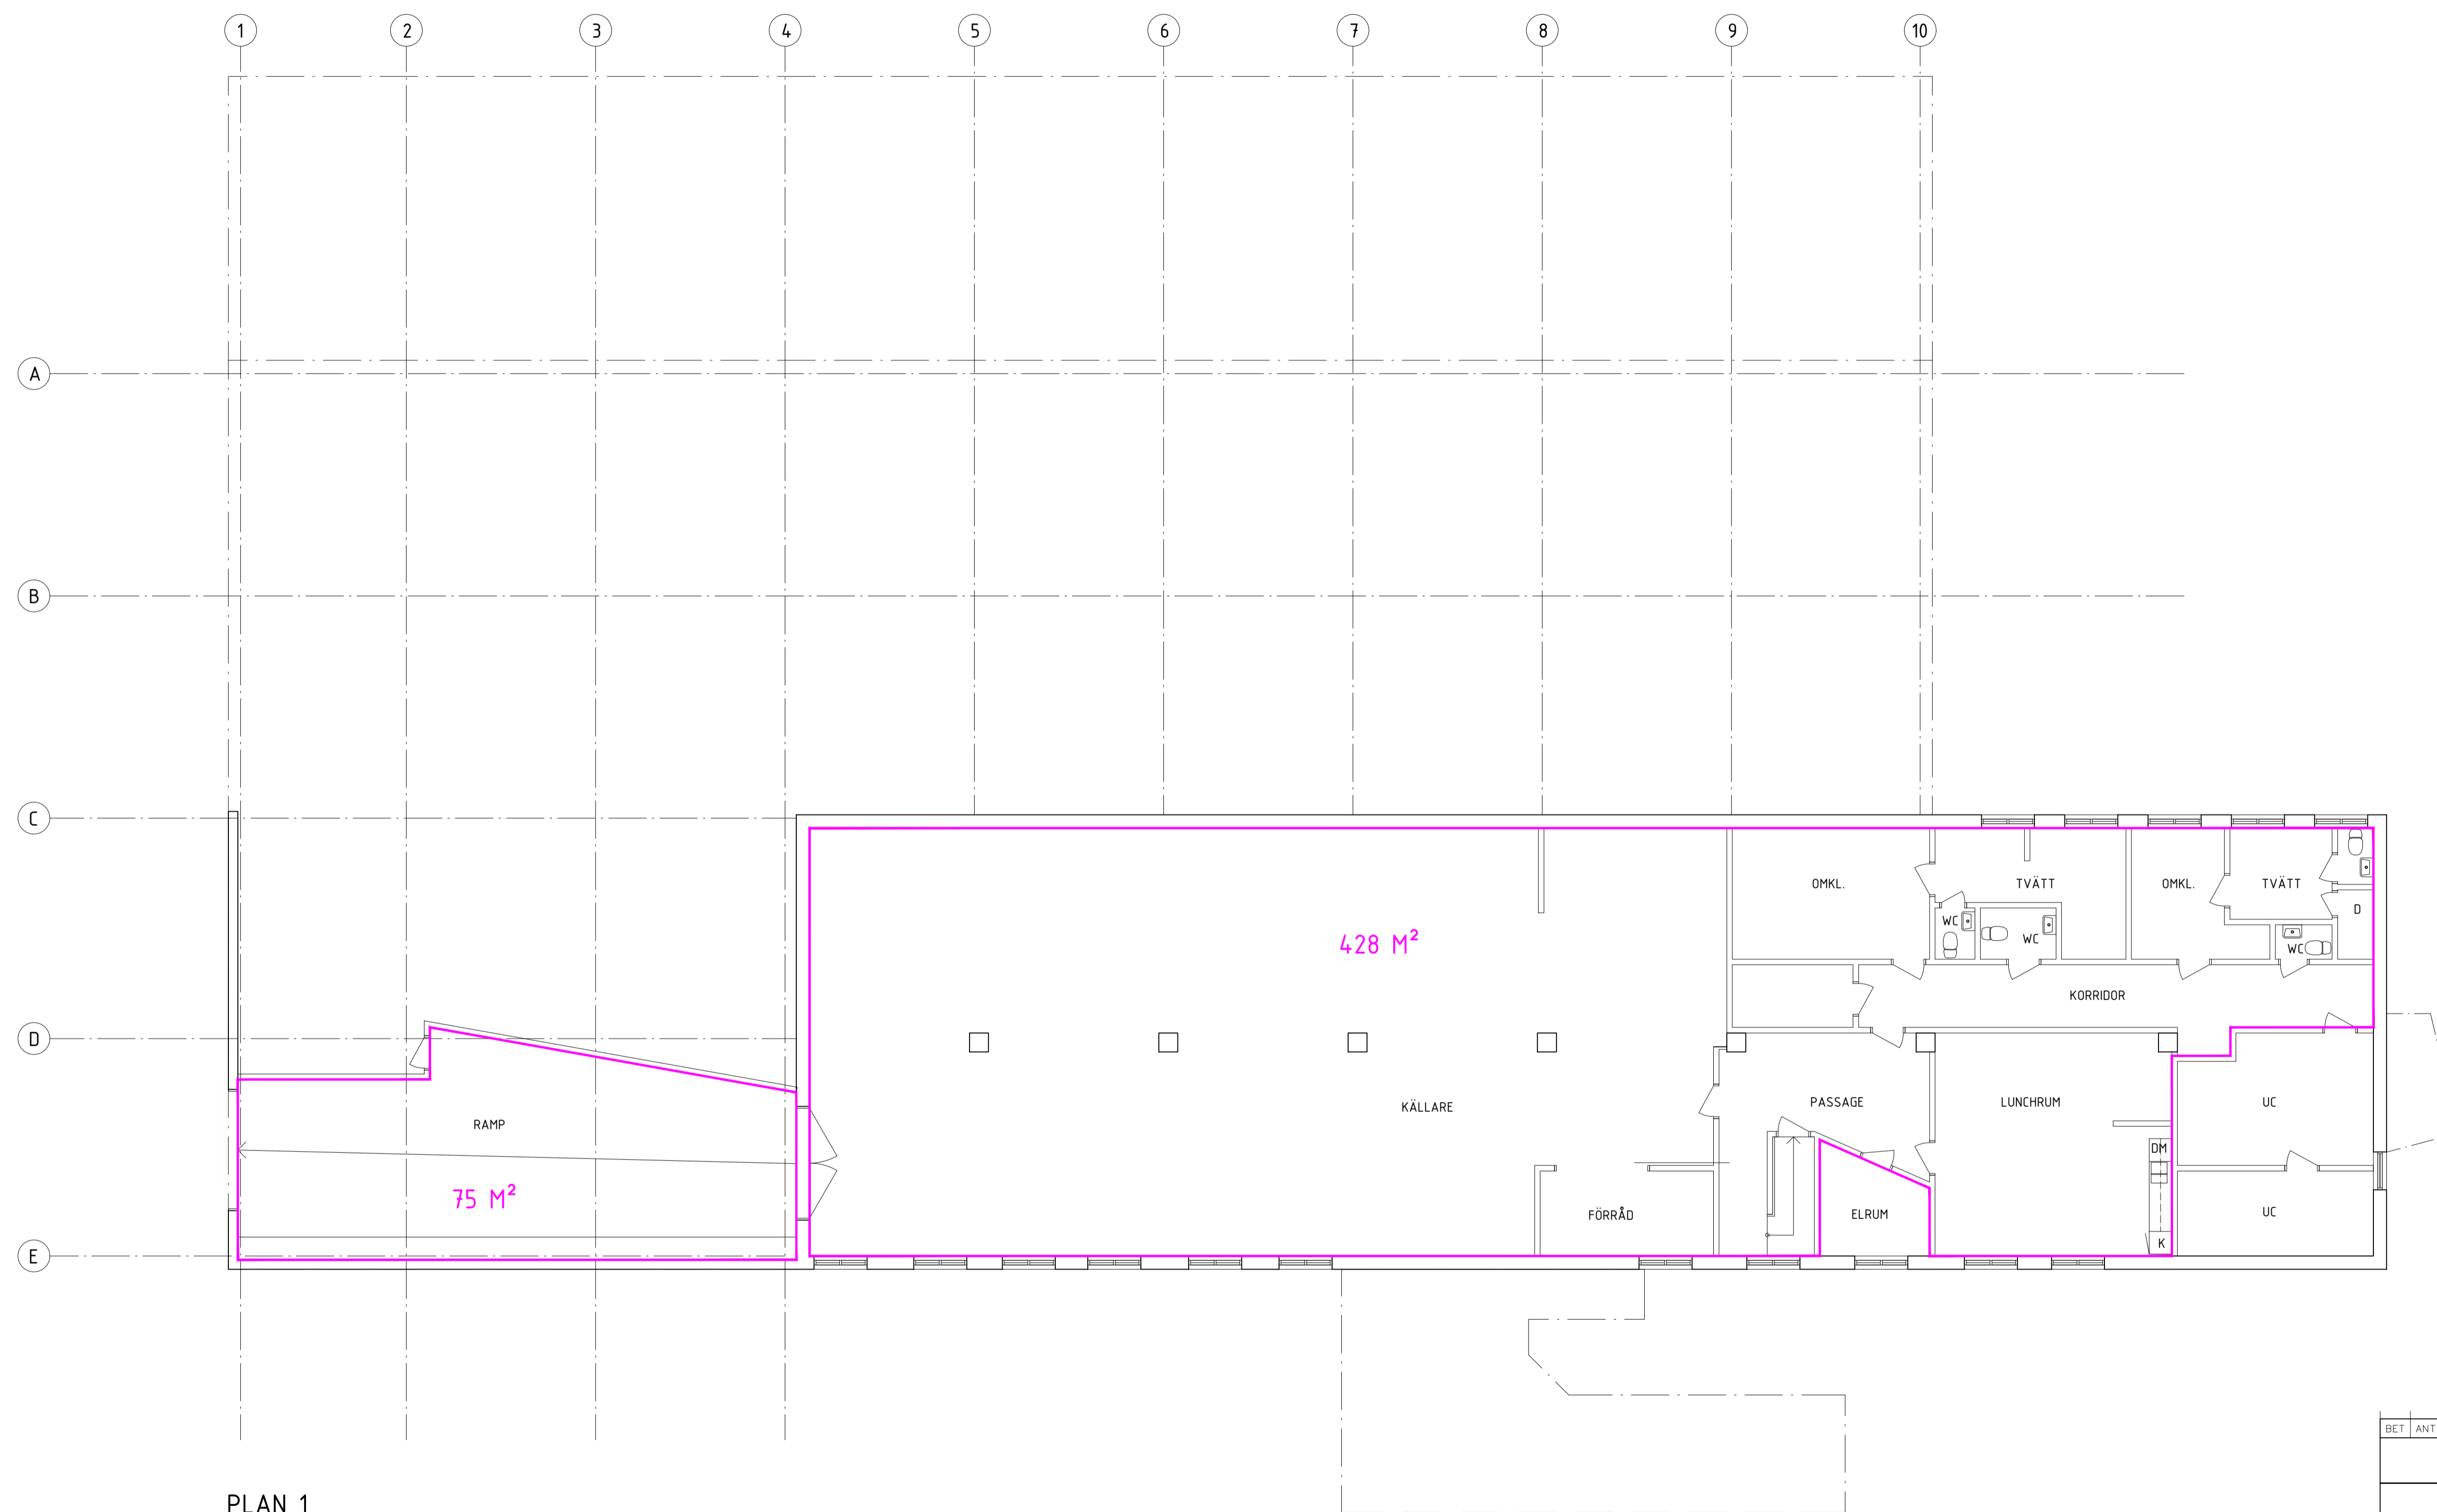 1 2 3 4 5 6 7 8 9 10
A
B
C
OMKL. TVÄTT OMKL. TVÄTT
D
WC WC WC
428 M²
KORRIDOR
D
KÄLLARE PASSAGE LUNCHRUM UC
RAMP
DM
75 M²
FÖRRÅD ELRUM UC
K
E
BET ANT
PLAN 1